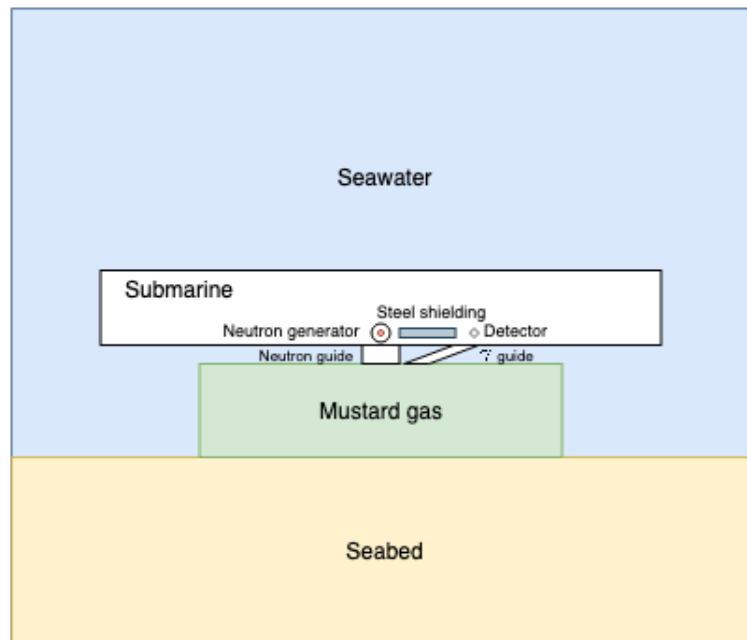 Seawater
Submarine
Steel shielding
Neutron generator
Detector
Neutron guide
γ guide
Mustard gas
Seabed